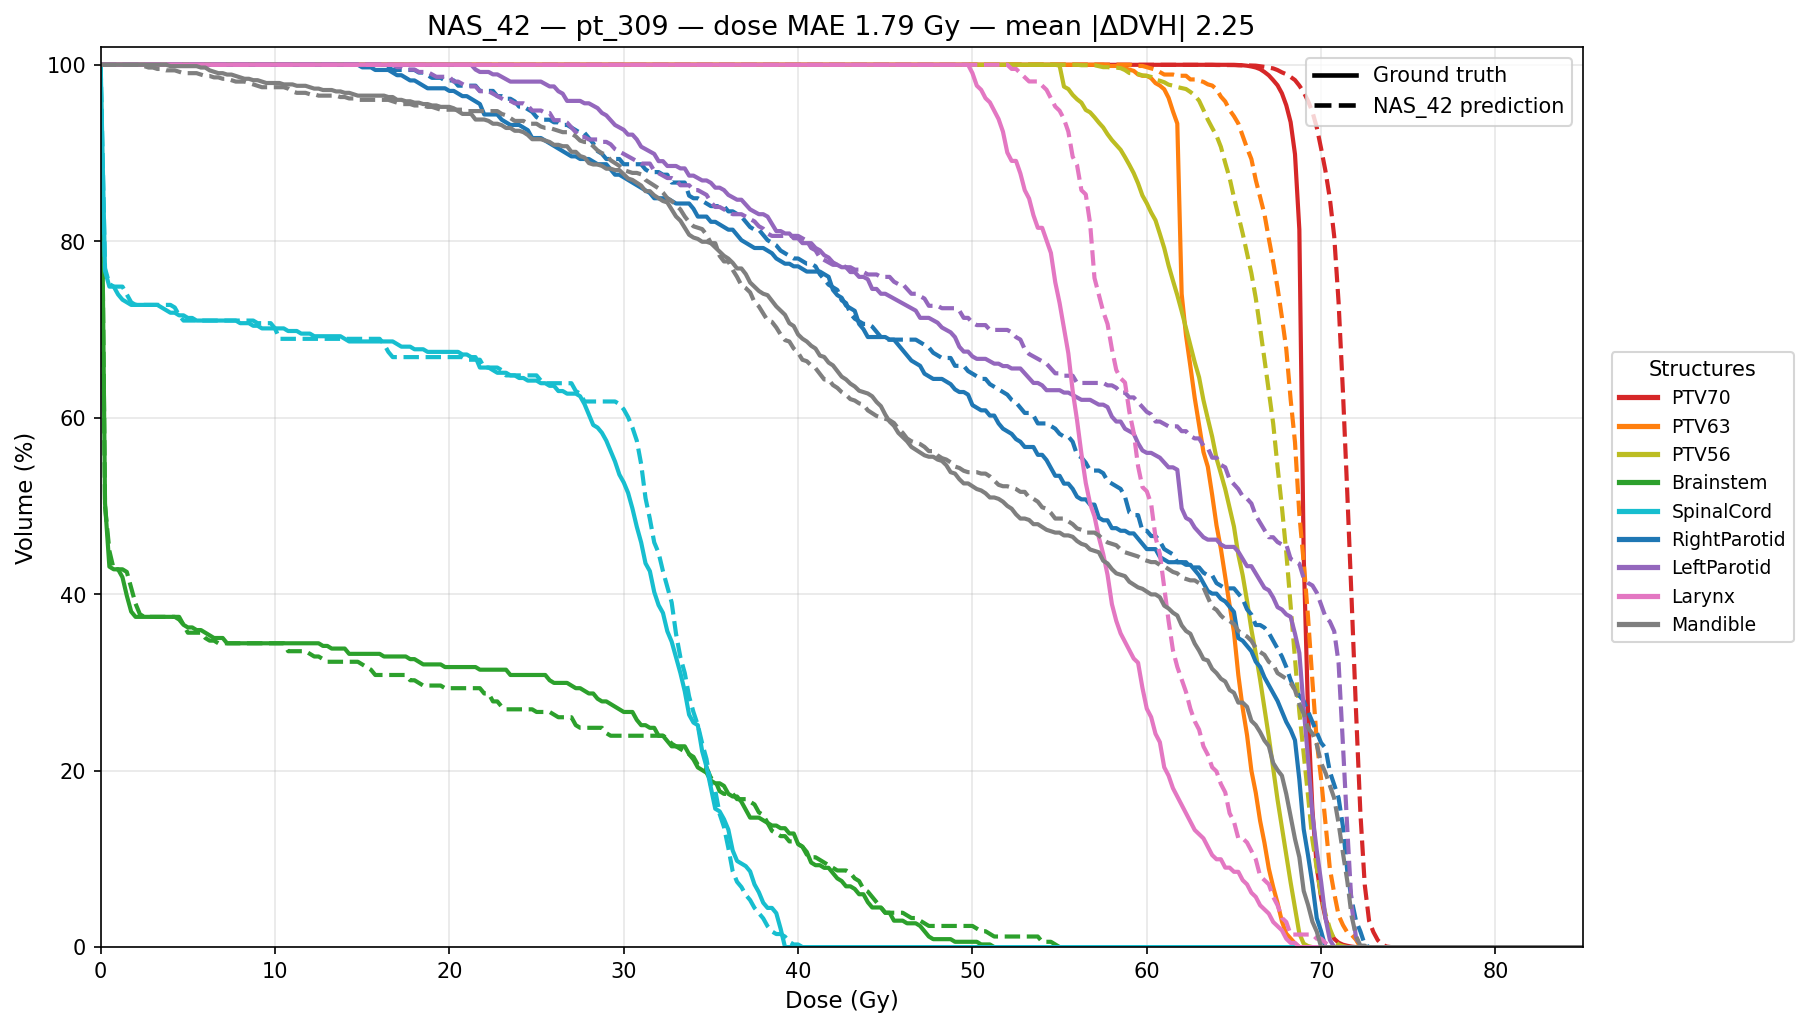 NAS_42 — pt_309 — dose MAE 1.79 Gy — mean |ΔDVH| 2.25
Ground truth
NAS_42 prediction
Volume (%)
100
80
60
40
20
0
0 10 20 30 40 50 60 70 80
Dose (Gy)
Structures
PTV70
PTV63
PTV56
Brainstem
SpinalCord
RightParotid
LeftParotid
Larynx
Mandible